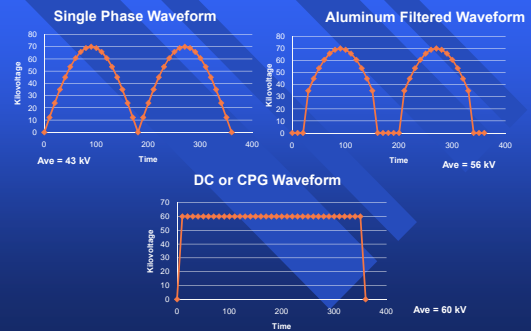 Single Phase Waveform
80
70
60
50
40
30
20
10
0
Kilovoltage
0 100 200 300 400
Time
Ave = 43 kV
Aluminum Filtered Waveform
80
70
60
50
40
30
20
10
0
Kilovoltage
0 100 200 300 400
Time
Ave = 56 kV
DC or CPG Waveform
70
60
50
40
30
20
10
0
Kilovoltage
0 100 200 300 400
Time
Ave = 60 kV